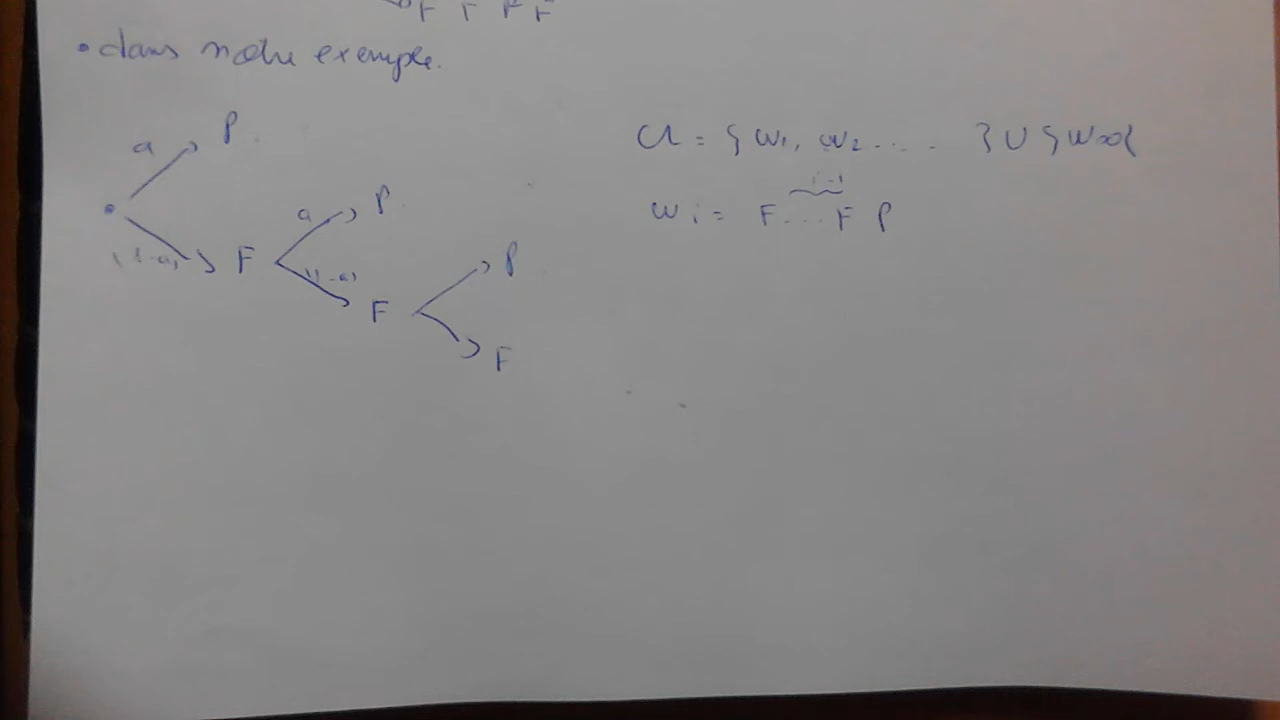 F F F F
• dans notre exemple.
a P
Ω = { ω1, ω2 .... } ∪ { ω∞ }
i-1
ωi = F....F P
a P
(1-a) F
(1-a) P
F
F